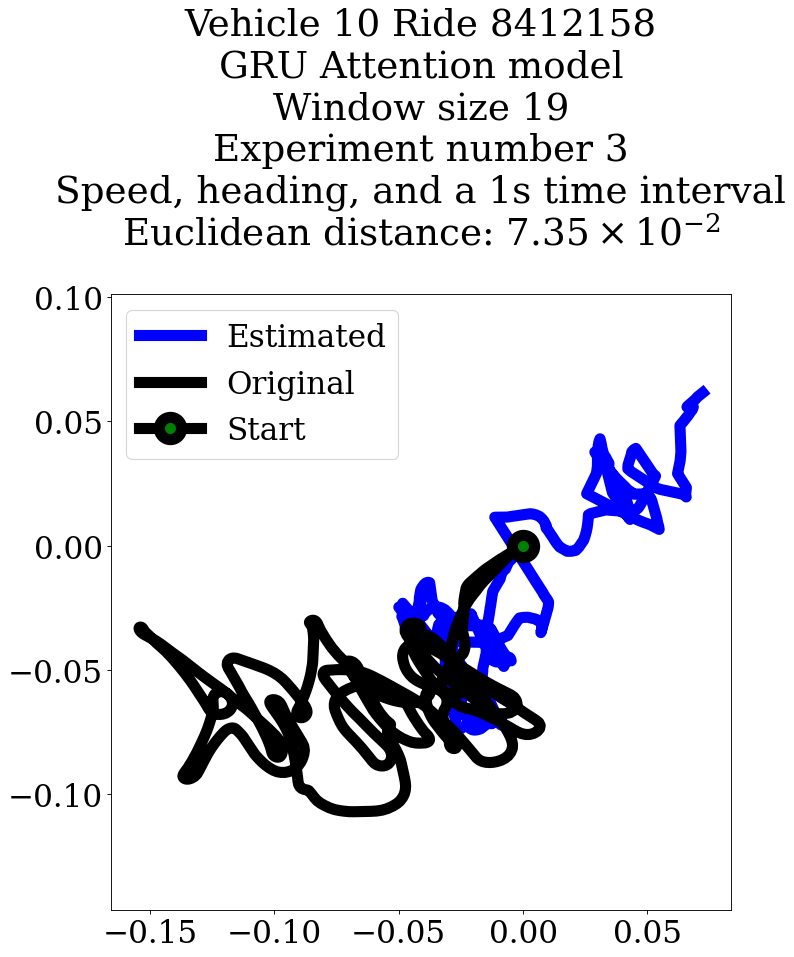 Vehicle 10 Ride 8412158
GRU Attention model
Window size 19
Experiment number 3
Speed, heading, and a 1s time interval
Euclidean distance: 7.35 × 10⁻²
0.10
Estimated
Original
0.05
Start
0.00
−0.05
−0.10
−0.15 −0.10 −0.05 0.00 0.05